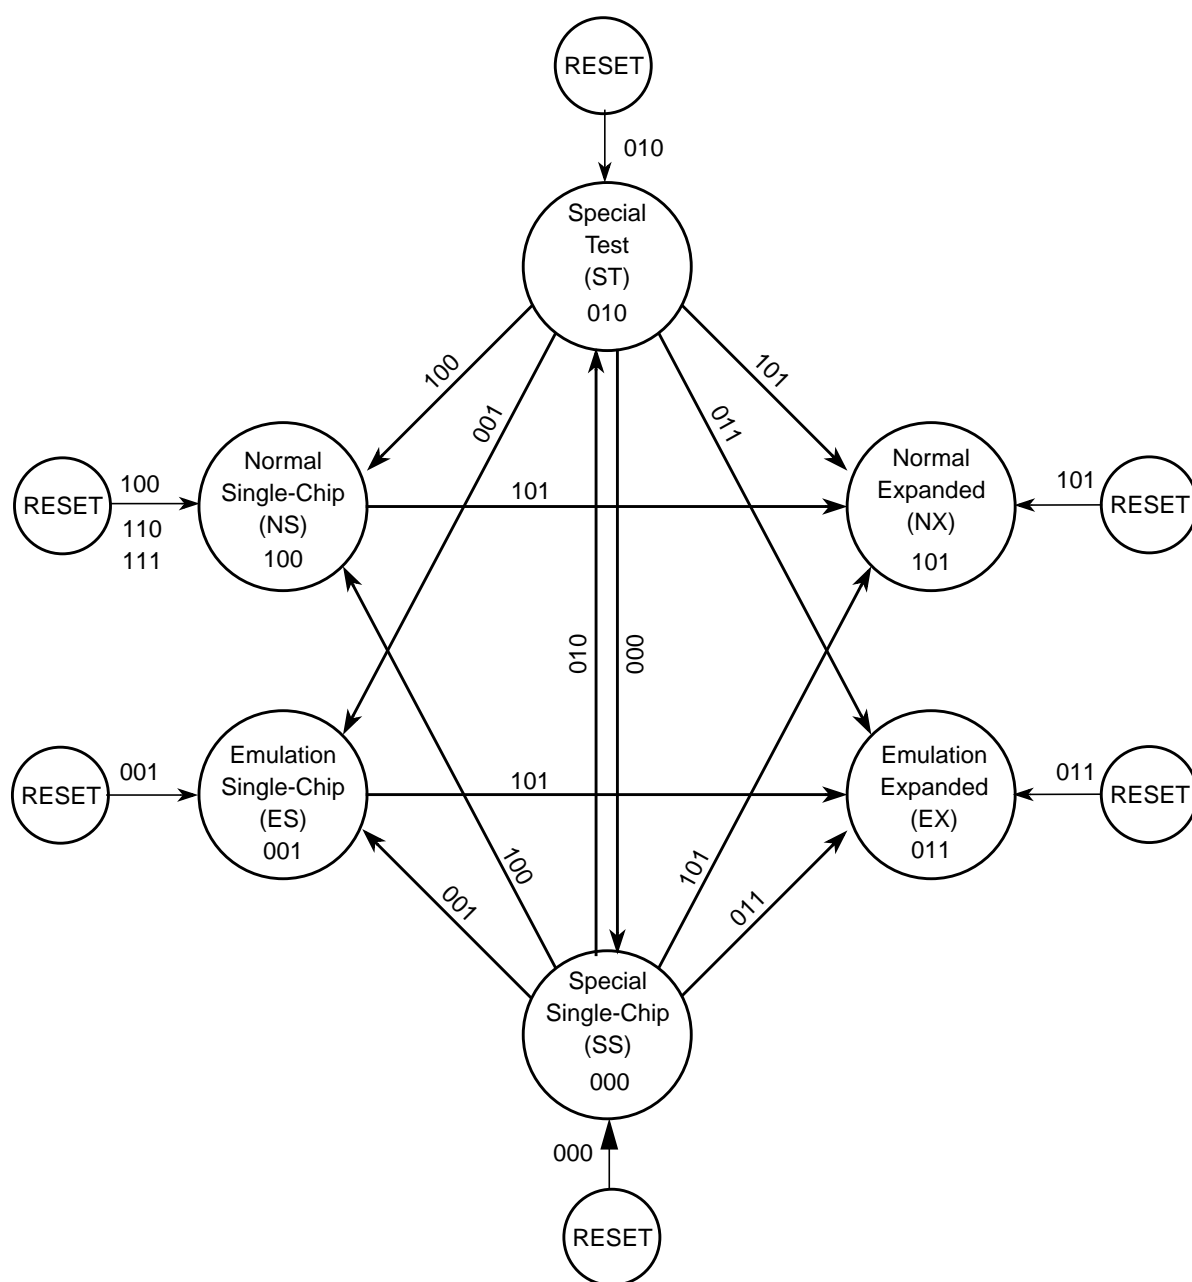 RESET
010
Special
Test
(ST)
010
100
001
101
011
Normal
Single-Chip
(NS)
100
RESET
100
110
111
101
Normal
Expanded
(NX)
101
101
RESET
010
000
Emulation
Single-Chip
(ES)
001
RESET
001
101
Emulation
Expanded
(EX)
011
011
RESET
001
100
101
011
Special
Single-Chip
(SS)
000
000
RESET